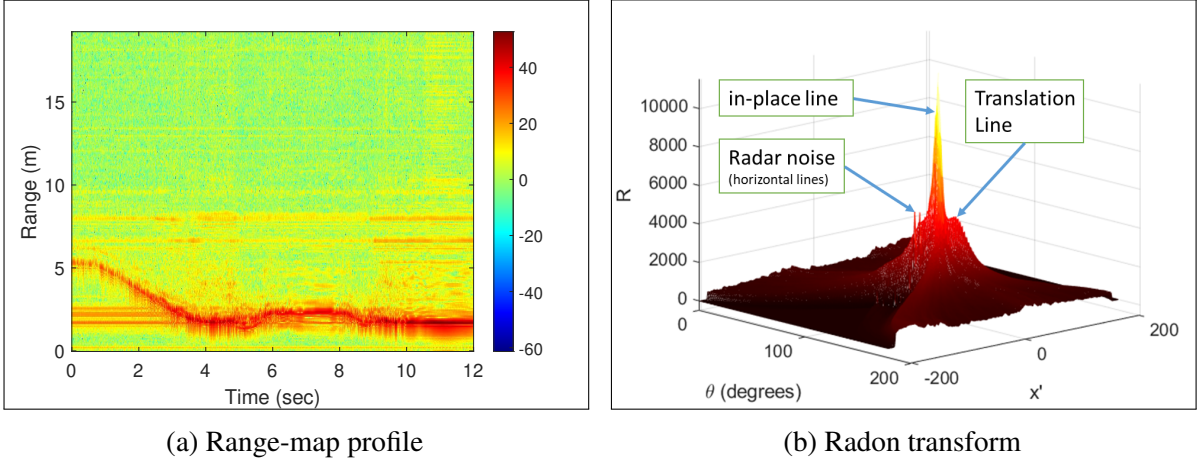 15
10
5
0
Range (m)
0
2
4
6
8
10
12
Time (sec)
40
20
0
-20
-40
-60
(a) Range-map profile
10000
8000
6000
4000
2000
0
R
in-place line
Translation
Line
Radar noise
(horizontal lines)
0
100
200
θ (degrees)
-200
0
200
x'
(b) Radon transform